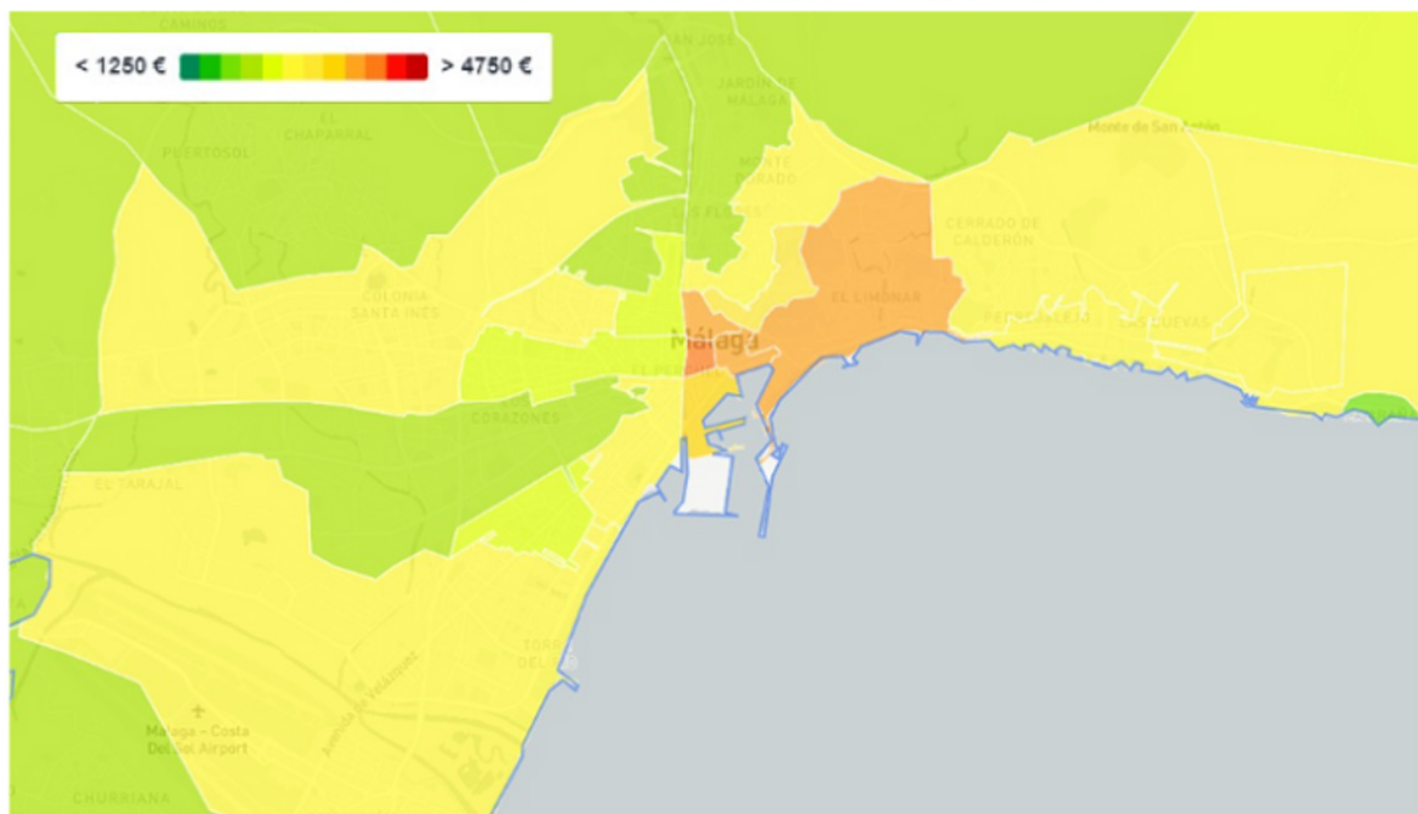 CAMINOS
SAN JOSE
< 1250 € > 4750 €
JARDÍN DE
MÁLAGA
EL
CHAPARRAL
Monte de San Antón
PUERTOSOL
MONTE
DORADO
LOS FLORES
CERRADO DE
CALDERÓN
COLONIA
SANTA INÉS
EL LIMONAR
PEDREGALEJO
LAS CUEVAS
Málaga
EL PERCHEL
CORAZONES
EL TARAJAL
TORRE
DEL RÍO
Avenida de Velázquez
Málaga – Costa
Del Sol Airport
CHURRIANA